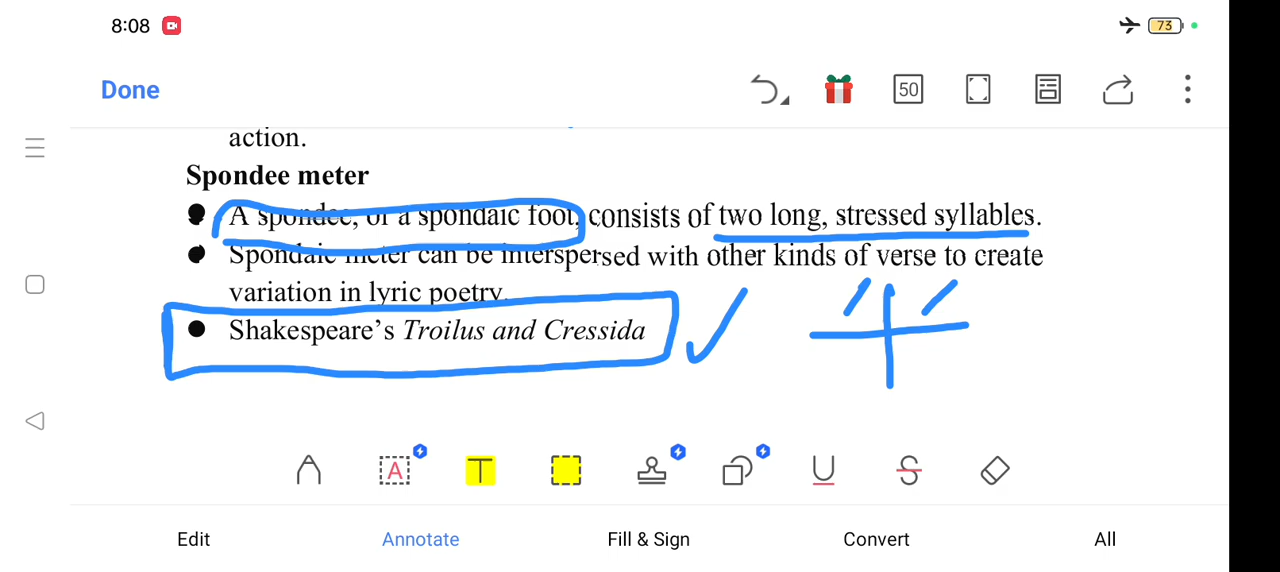 8:08
73
Done
50
action.
Spondee meter
● A spondee, or a spondaic foot, consists of two long, stressed syllables.
● Spondaic meter can be interspersed with other kinds of verse to create
variation in lyric poetry.
● Shakespeare's Troilus and Cressida
A
T
U
S
Edit
Annotate
Fill & Sign
Convert
All